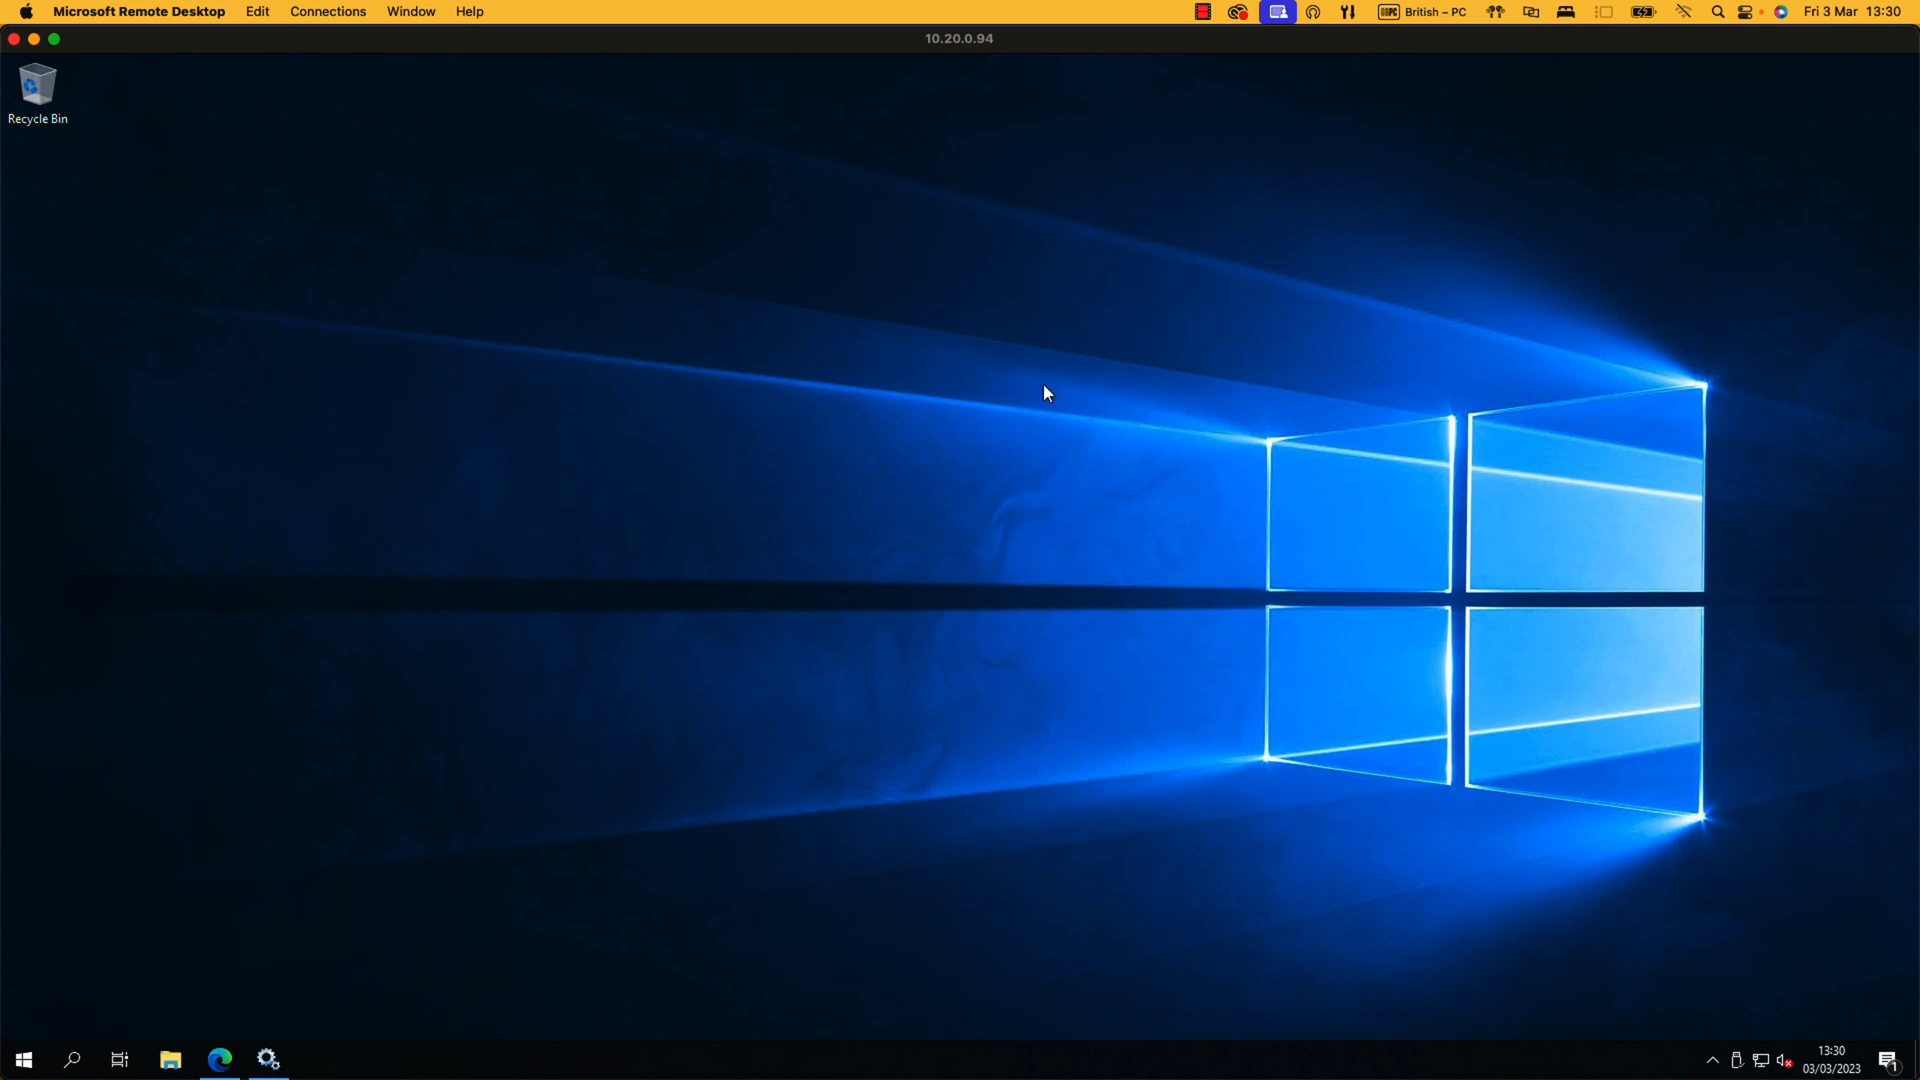 Microsoft Remote Desktop Edit Connections Window Help
British – PC
Fri 3 Mar 13:30
10.20.0.94
Recycle Bin
13:30
03/03/2023
1